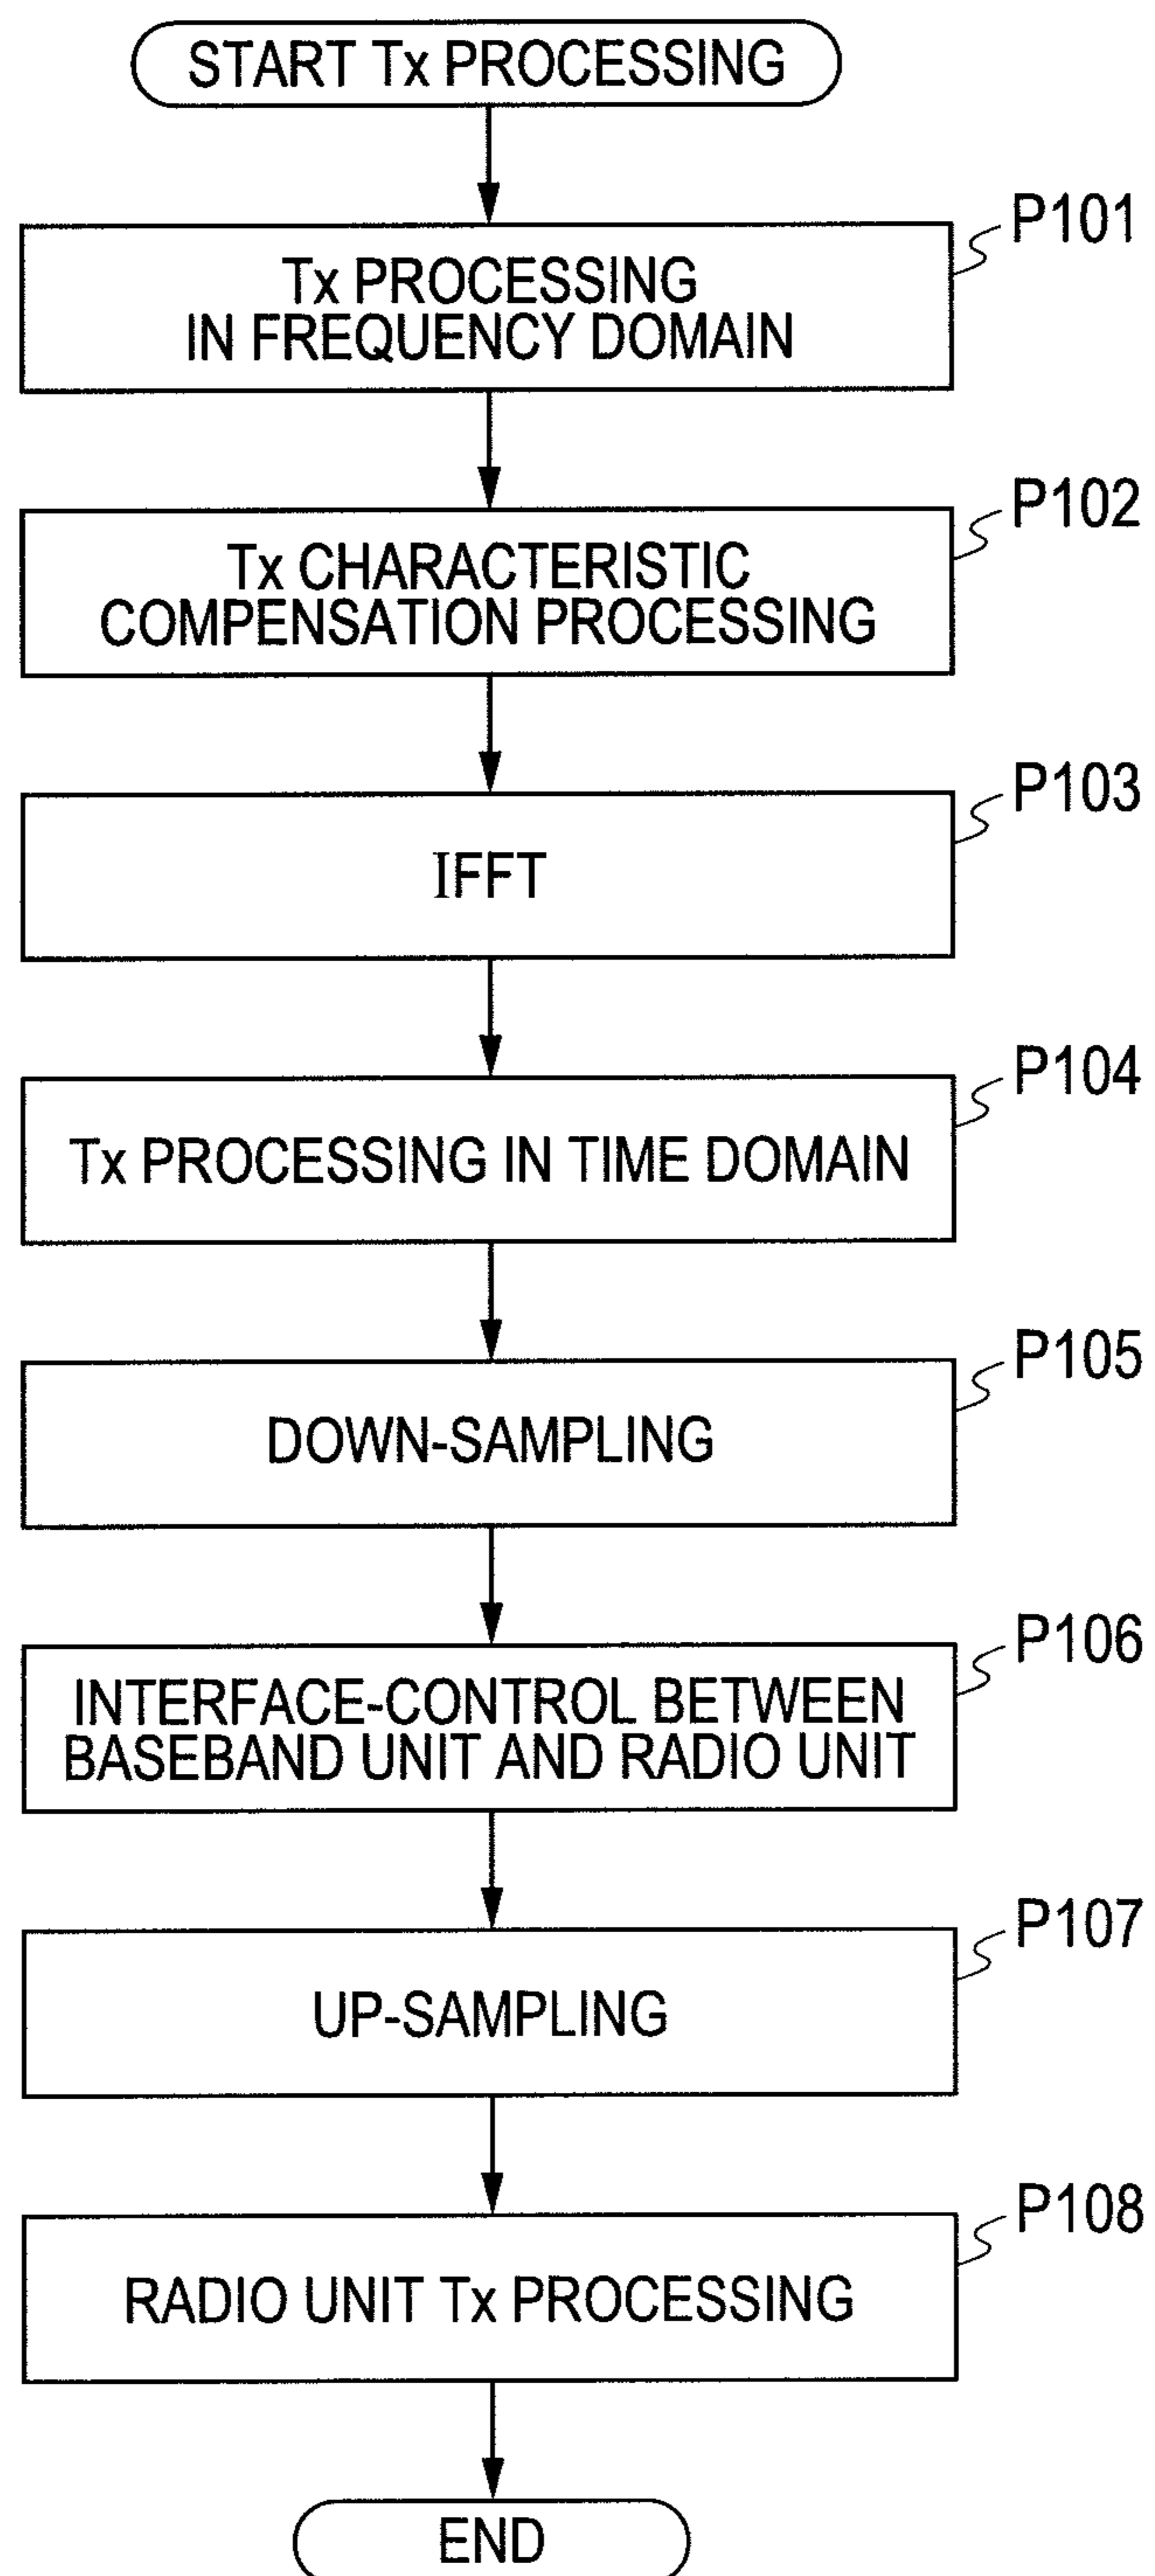 START Tx PROCESSING
P101
Tx PROCESSING
IN FREQUENCY DOMAIN
P102
Tx CHARACTERISTIC
COMPENSATION PROCESSING
P103
IFFT
P104
Tx PROCESSING IN TIME DOMAIN
P105
DOWN-SAMPLING
P106
INTERFACE-CONTROL BETWEEN
BASEBAND UNIT AND RADIO UNIT
P107
UP-SAMPLING
P108
RADIO UNIT Tx PROCESSING
END